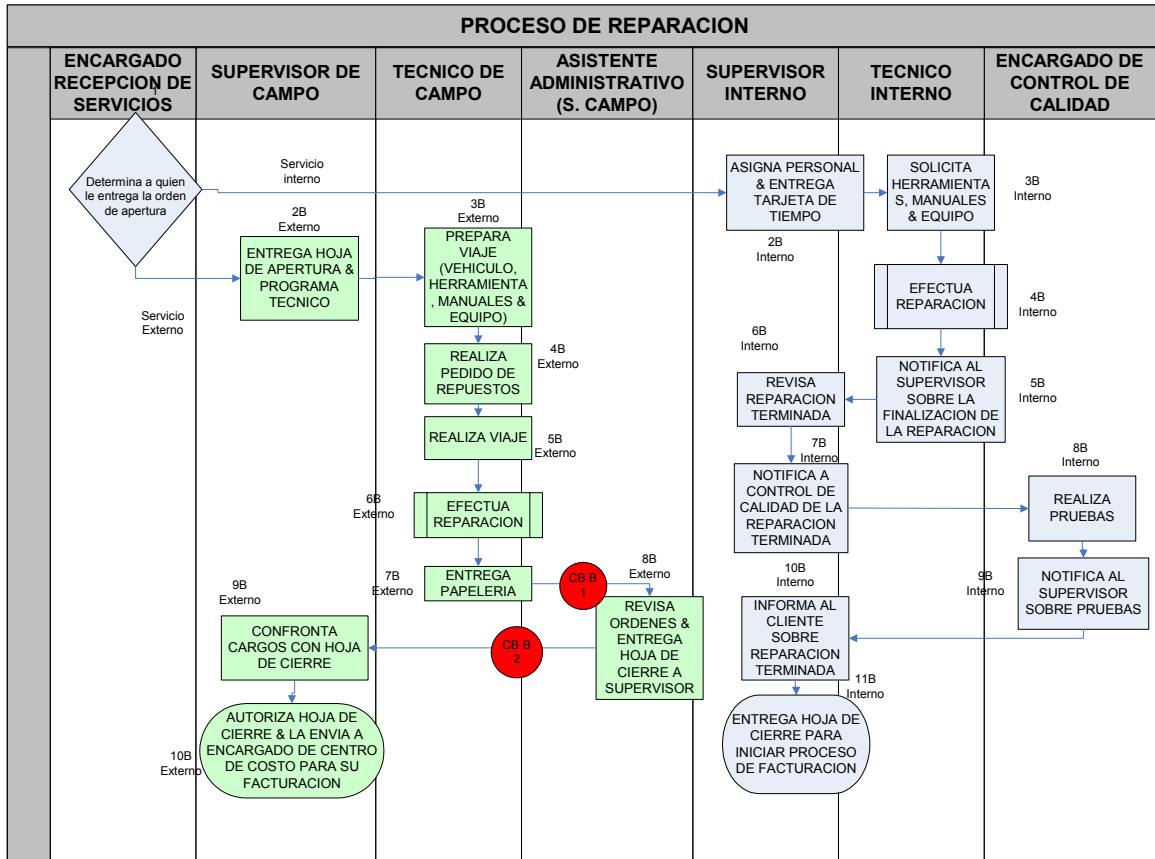 PROCESO DE REPARACION
ENCARGADO
RECEPCION DE
SERVICIOS
SUPERVISOR DE
CAMPO
TECNICO DE
CAMPO
ASISTENTE
ADMINISTRATIVO
(S. CAMPO)
SUPERVISOR
INTERNO
TECNICO
INTERNO
ENCARGADO DE
CONTROL DE
CALIDAD
Determina a quien
le entrega la orden
de apertura
Servicio
interno
ASIGNA PERSONAL
& ENTREGA
TARJETA DE
TIEMPO
2B
Interno
SOLICITA
HERRAMIENTA
S, MANUALES
& EQUIPO
3B
Interno
Servicio
Externo
2B
Externo
ENTREGA HOJA
DE APERTURA &
PROGRAMA
TECNICO
3B
Externo
PREPARA
VIAJE
(VEHICULO,
HERRAMIENTA
, MANUALES &
EQUIPO)
EFECTUA
REPARACION
4B
Interno
REALIZA
PEDIDO DE
REPUESTOS
4B
Externo
NOTIFICA AL
SUPERVISOR
SOBRE LA
FINALIZACION DE
LA REPARACION
5B
Interno
6B
Interno
REVISA
REPARACION
TERMINADA
REALIZA VIAJE
5B
Externo
7B
Interno
NOTIFICA A
CONTROL DE
CALIDAD DE LA
REPARACION
TERMINADA
8B
Interno
REALIZA
PRUEBAS
6B
Externo
EFECTUA
REPARACION
7B
Externo
ENTREGA
PAPELERIA
CB B
1
8B
Externo
REVISA
ORDENES &
ENTREGA
HOJA DE
CIERRE A
SUPERVISOR
9B
Interno
NOTIFICA AL
SUPERVISOR
SOBRE PRUEBAS
10B
Interno
INFORMA AL
CLIENTE
SOBRE
REPARACION
TERMINADA
9B
Externo
CONFRONTA
CARGOS CON HOJA
DE CIERRE
CB B
2
11B
Interno
ENTREGA HOJA DE
CIERRE PARA
INICIAR PROCESO
DE FACTURACION
10B
Externo
AUTORIZA HOJA DE
CIERRE & LA ENVIA A
ENCARGADO DE CENTRO
DE COSTO PARA SU
FACTURACION